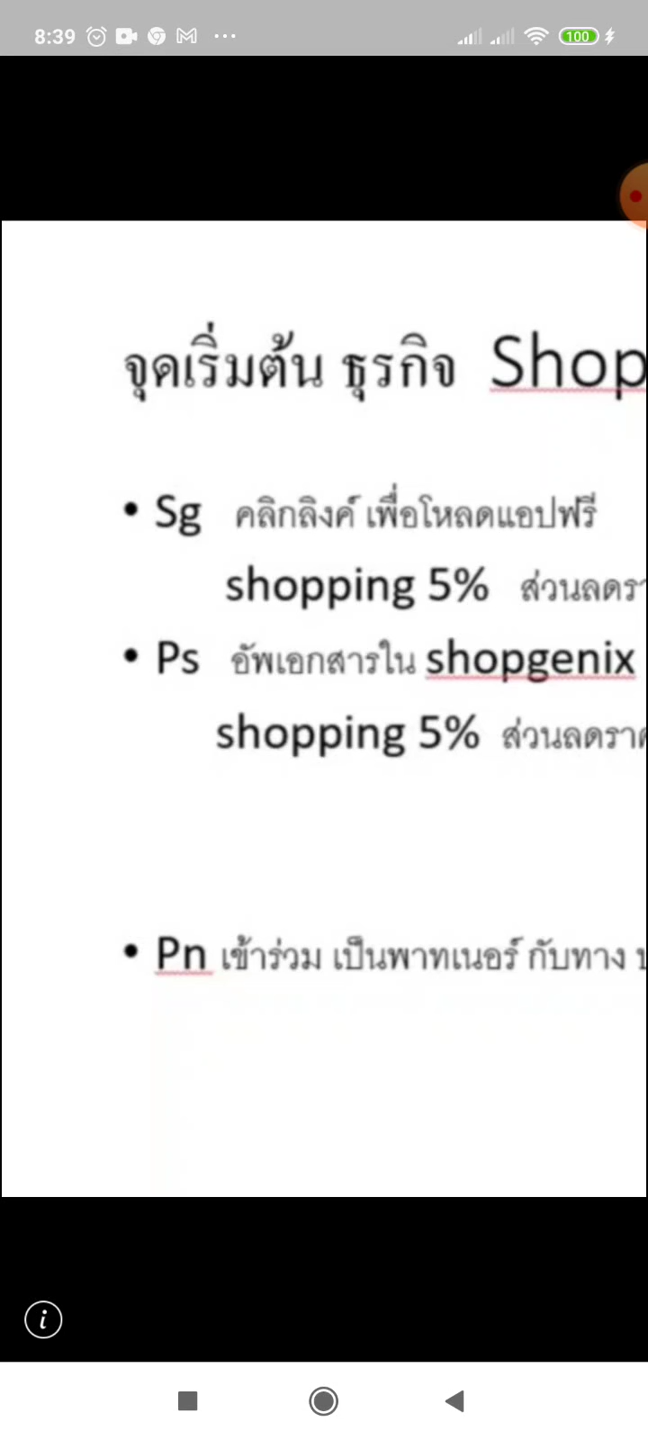 8:39
100
จุดเริ่มต้น ธุรกิจ Shop
• Sg คลิกลิงค์ เพื่อโหลดแอปฟรี
shopping 5% ส่วนลดรา
• Ps อัพเอกสารใน shopgenix
shopping 5% ส่วนลดราค
• Pn เข้าร่วม เป็นพาทเนอร์ กับทาง